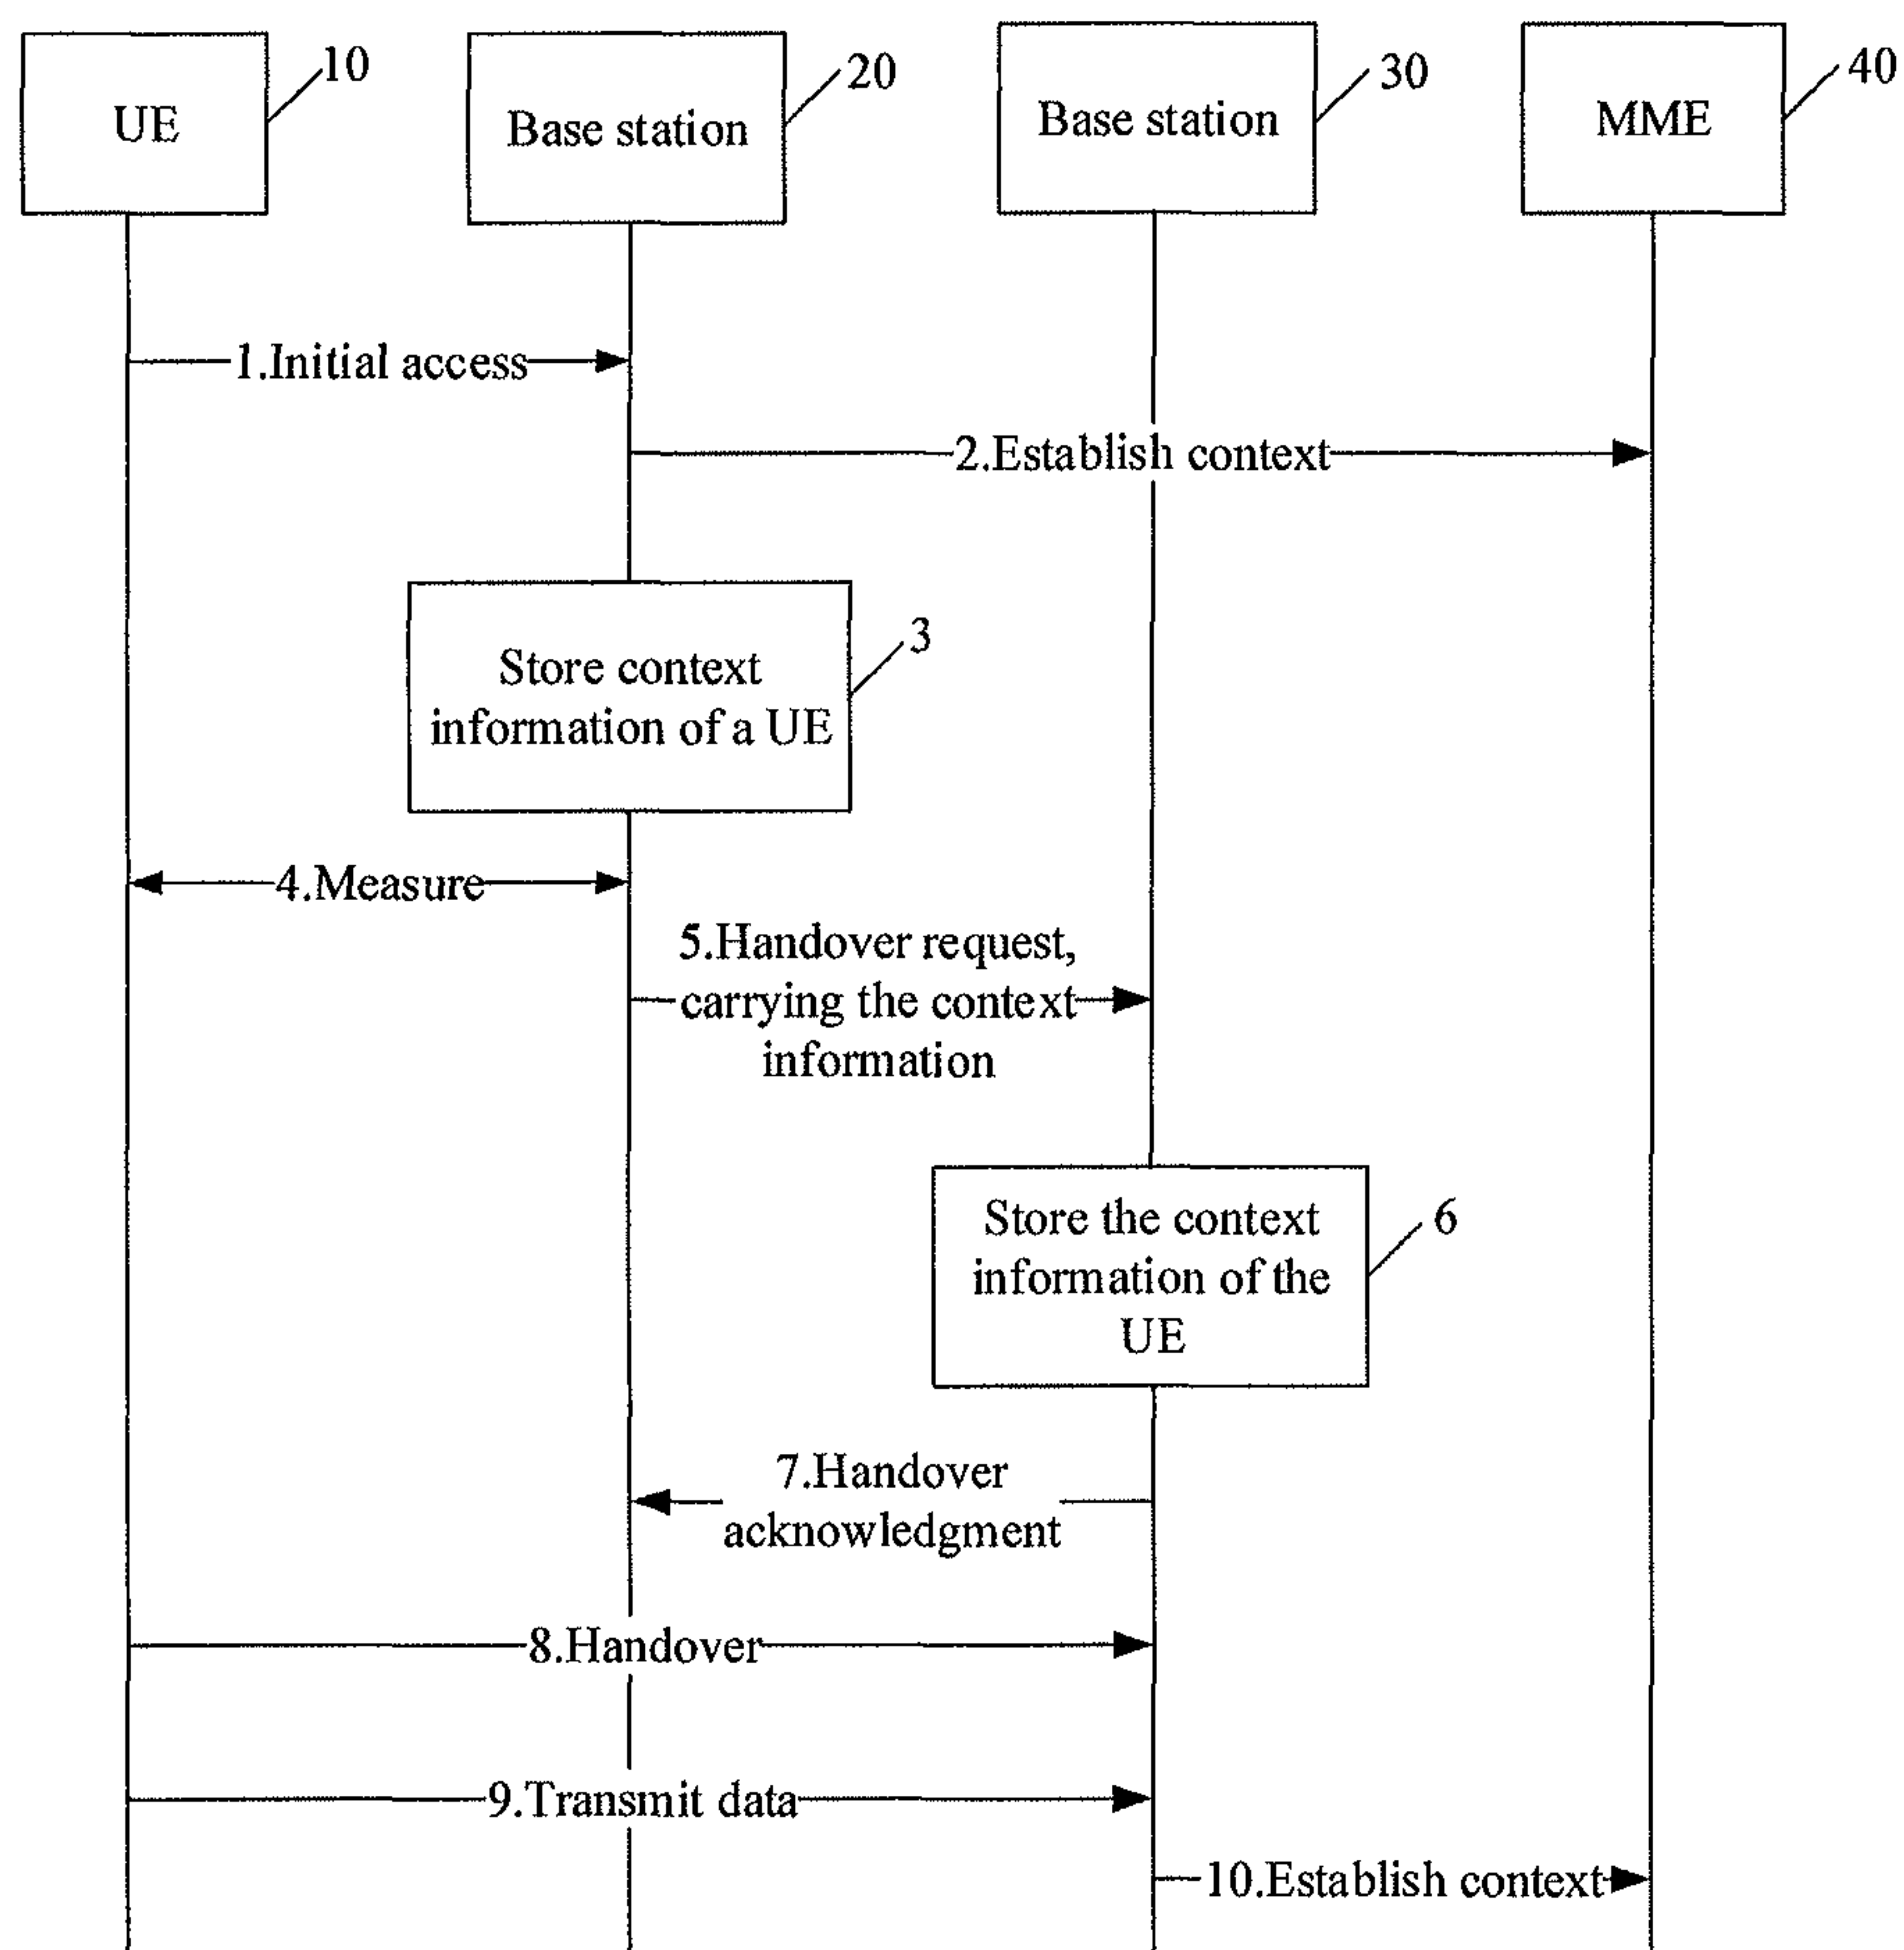 10
20
30
40
UE
Base station
Base station
MME
1.Initial access
2.Establish context
3
Store context
information of a UE
4.Measure
5.Handover request,
carrying the context
information
6
Store the context
information of the
UE
7.Handover
acknowledgment
8.Handover
9.Transmit data
10.Establish context